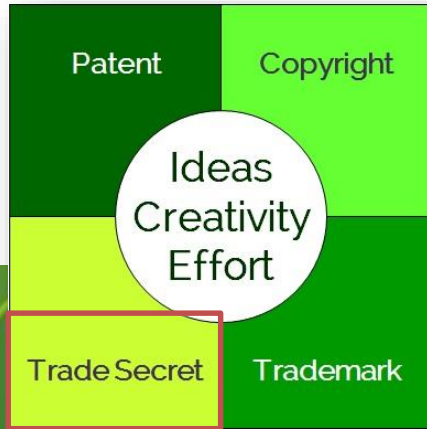 Patent
Copyright
Ideas
Creativity
Effort
Trade Secret
Trademark